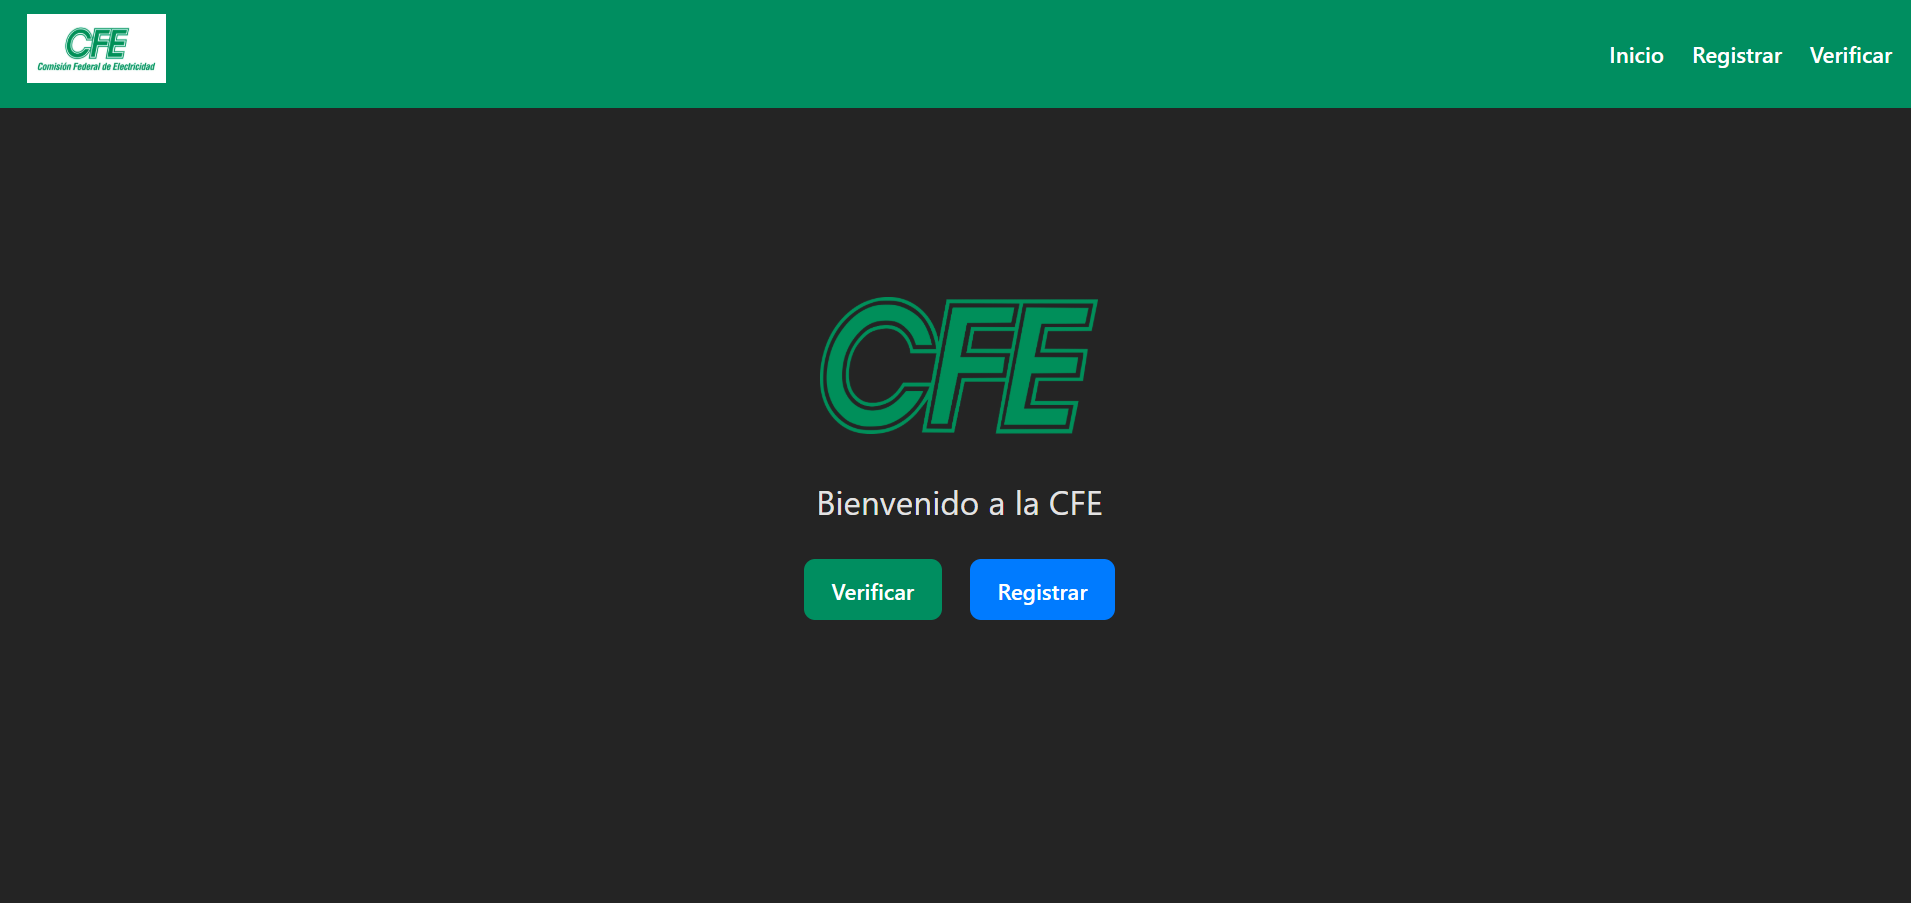 CFE
Comisión Federal de Electricidad
Inicio Registrar Verificar
CFE
Bienvenido a la CFE
Verificar Registrar